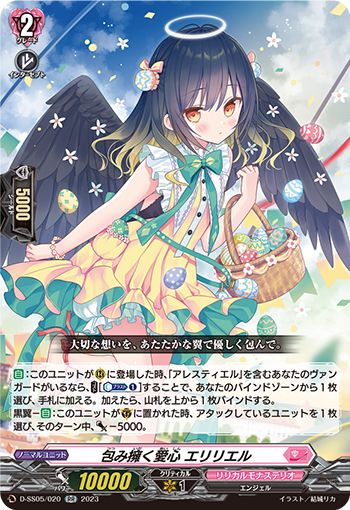 2
グレード
インターセプト
5000
シールド
大切な想いを、あたたかな翼で優しく包んで。
自:このユニットがRに登場した時、「アレスティエル」を含むあなたのヴァン
ガードがいるなら、[ブラスト1]することで、あなたのバインドゾーンから1枚
選び、手札に加える。加えたら、山札を上から1枚バインドする。
黒翼-自:このユニットがRに置かれた時、アタックしているユニットを1枚
選び、そのターン中、-5000。
ノーマルユニット
包み擁く愛心 エリリエル
パワー 10000
クリティカル
1
リリカルモナステリオ
エンジェル
D-SS05/020 RR 2023
イラスト/結城リカ